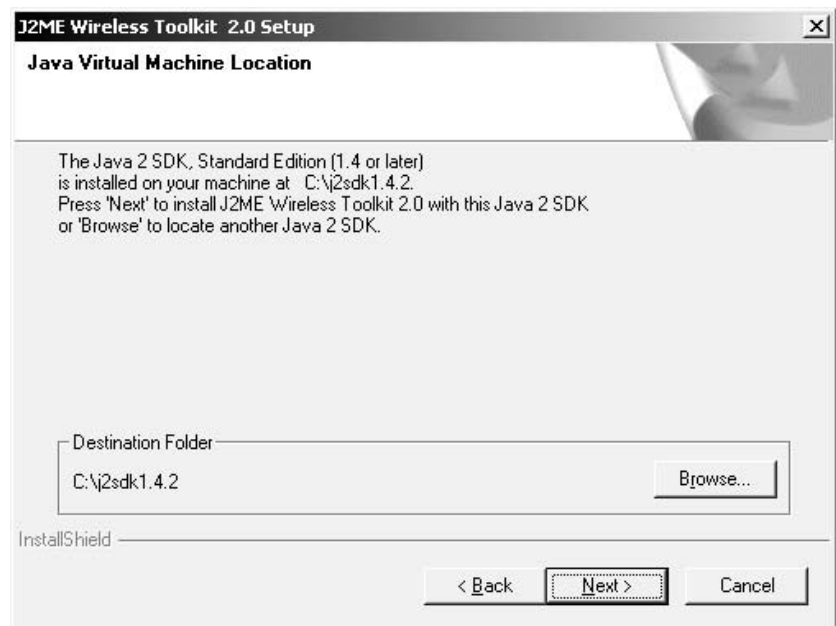 J2ME Wireless Toolkit 2.0 Setup
Java Virtual Machine Location
The Java 2 SDK, Standard Edition (1.4 or later)
is installed on your machine at C:\j2sdk1.4.2.
Press 'Next' to install J2ME Wireless Toolkit 2.0 with this Java 2 SDK
or 'Browse' to locate another Java 2 SDK.
Destination Folder
C:\j2sdk1.4.2
Browse...
InstallShield
< Back
Next >
Cancel